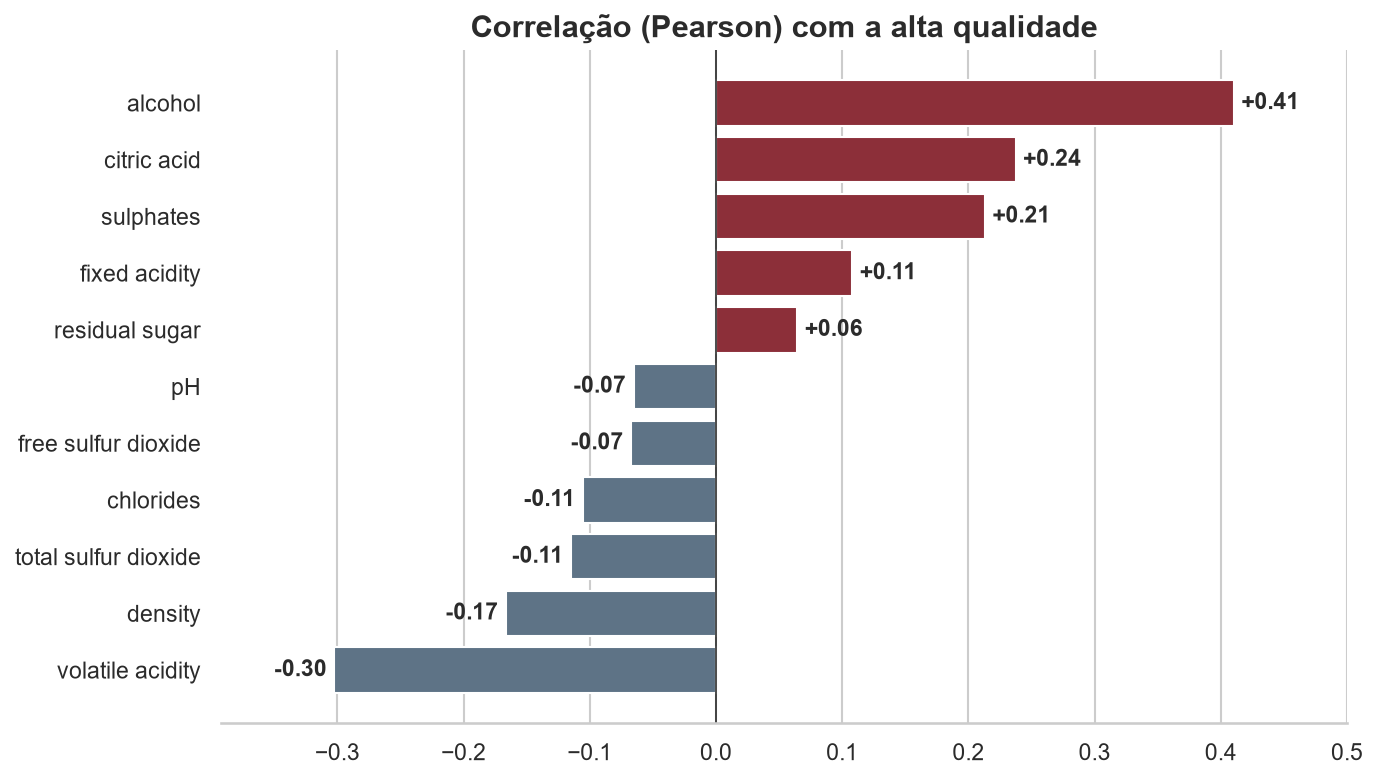 Correlação (Pearson) com a alta qualidade
alcohol +0.41
citric acid +0.24
sulphates +0.21
fixed acidity +0.11
residual sugar +0.06
pH -0.07
free sulfur dioxide -0.07
chlorides -0.11
total sulfur dioxide -0.11
density -0.17
volatile acidity -0.30
−0.3 −0.2 −0.1 0.0 0.1 0.2 0.3 0.4 0.5